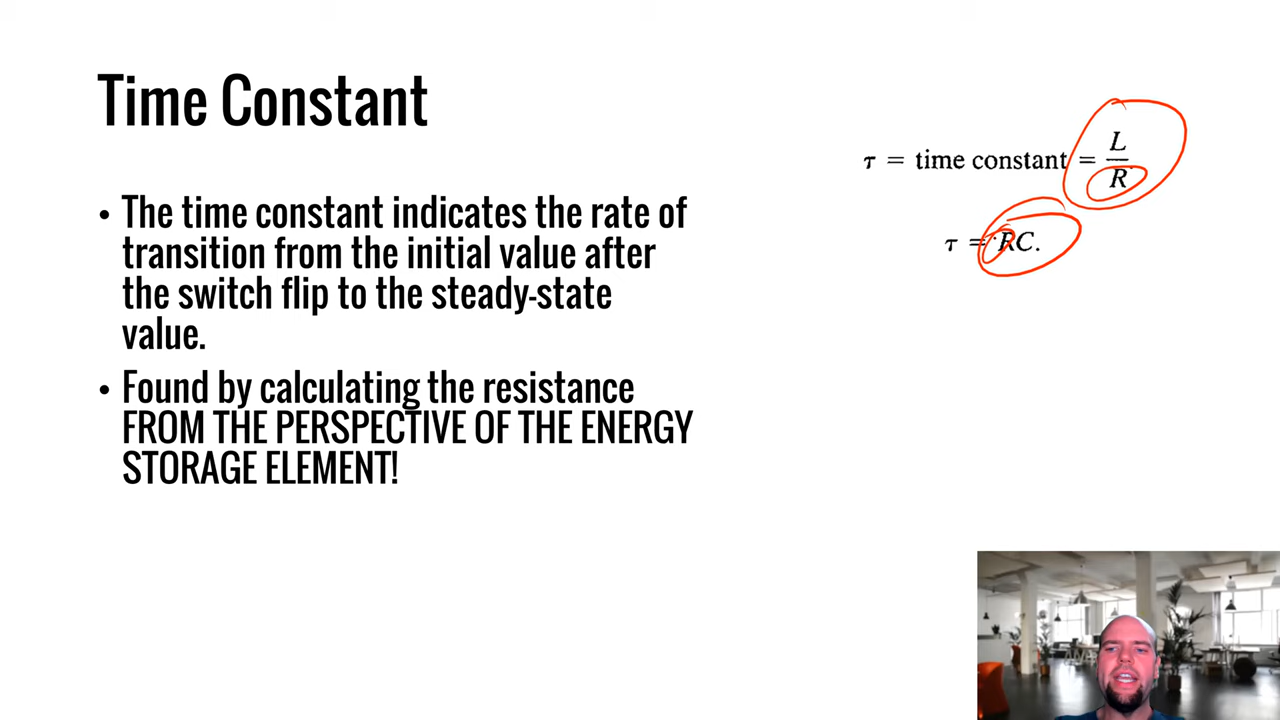 Time Constant
• The time constant indicates the rate of
transition from the initial value after
the switch flip to the steady-state
value.
• Found by calculating the resistance
FROM THE PERSPECTIVE OF THE ENERGY
STORAGE ELEMENT!
τ = time constant = L/R
τ = RC.